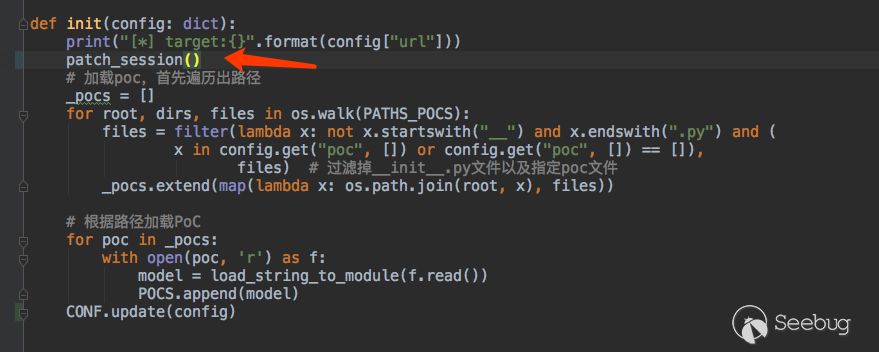 def init(config: dict):
    print("[*] target:{}".format(config["url"]))
    patch_session()
    # 加载poc，首先遍历出路径
    _pocs = []
    for root, dirs, files in os.walk(PATHS_POCS):
        files = filter(lambda x: not x.startswith("__") and x.endswith(".py") and (
                x in config.get("poc", []) or config.get("poc", []) == []),
                       files)  # 过滤掉__init__.py文件以及指定poc文件
        _pocs.extend(map(lambda x: os.path.join(root, x), files))
    # 根据路径加载PoC
    for poc in _pocs:
        with open(poc, 'r') as f:
            model = load_string_to_module(f.read())
            POCS.append(model)
    CONF.update(config)
Seebug